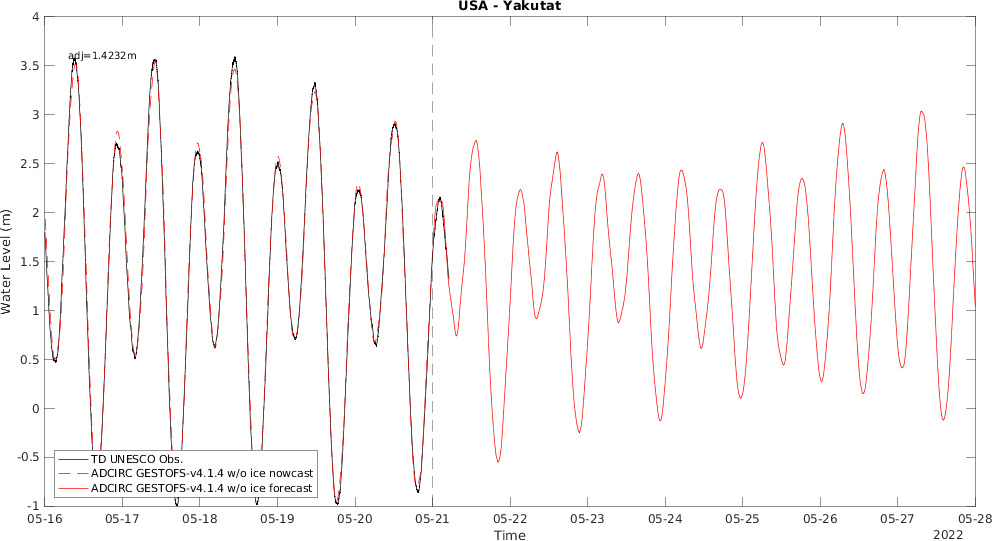 USA - Yakutat
adj=1.4232m
4
3.5
3
2.5
2
1.5
1
0.5
0
-0.5
-1
Water Level (m)
TD UNESCO Obs.
ADCIRC GESTOFS-v4.1.4 w/o ice nowcast
ADCIRC GESTOFS-v4.1.4 w/o ice forecast
05-16 05-17 05-18 05-19 05-20 05-21 05-22 05-23 05-24 05-25 05-26 05-27 05-28
Time
2022